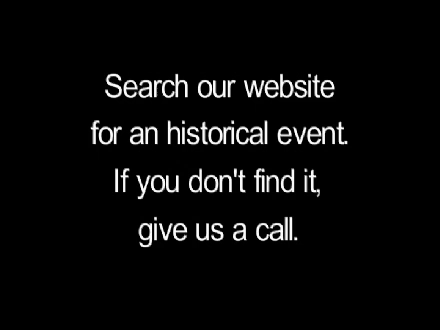 Search our website
for an historical event.
If you don't find it,
give us a call.